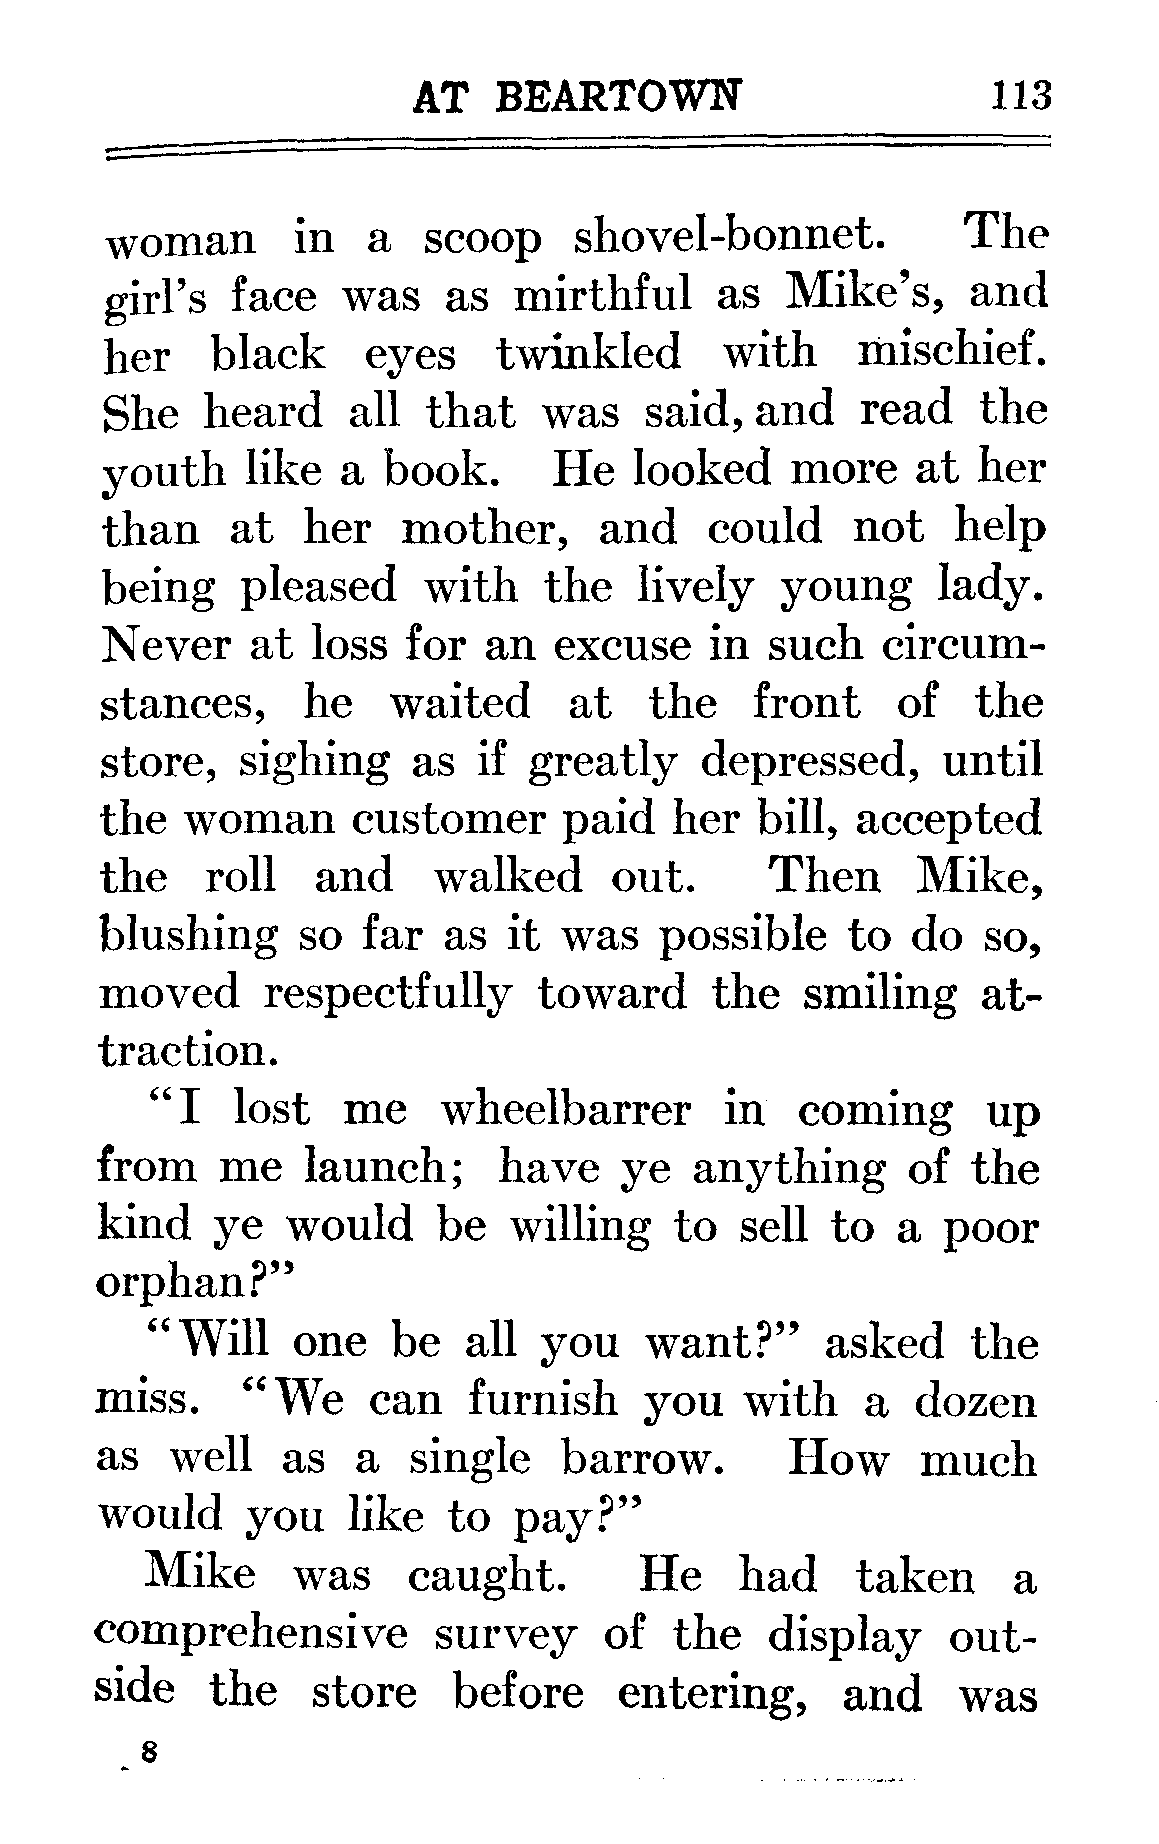 AT BEARTOWN 113
woman in a scoop shovel-bonnet. The
girl's face was as mirthful as Mike's, and
her black eyes twinkled with mischief.
She heard all that was said, and read the
youth like a book. He looked more at her
than at her mother, and could not help
being pleased with the lively young lady.
Never at loss for an excuse in such circum-
stances, he waited at the front of the
store, sighing as if greatly depressed, until
the woman customer paid her bill, accepted
the roll and walked out. Then Mike,
blushing so far as it was possible to do so,
moved respectfully toward the smiling at-
traction.
"I lost me wheelbarrer in coming up
from me launch; have ye anything of the
kind ye would be willing to sell to a poor
orphan?"
"Will one be all you want?" asked the
miss. "We can furnish you with a dozen
as well as a single barrow. How much
would you like to pay?"
Mike was caught. He had taken a
comprehensive survey of the display out-
side the store before entering, and was
8